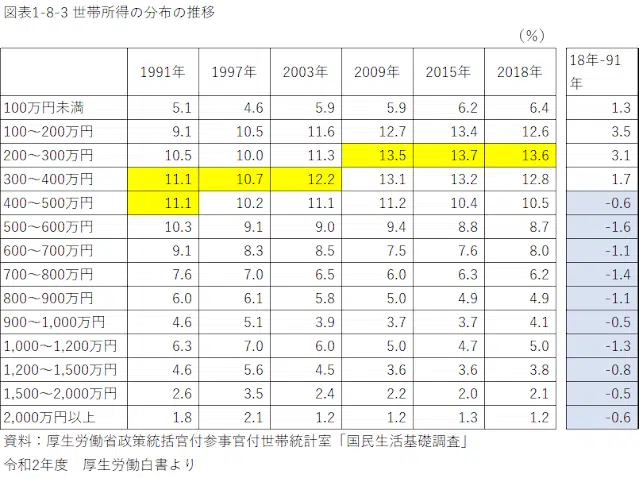 図表1-8-3 世帯所得の分布の推移
（％）
1991年 1997年 2003年 2009年 2015年 2018年 18年-91年
100万円未満 5.1 4.6 5.9 5.9 6.2 6.4 1.3
100～200万円 9.1 10.5 11.6 12.7 13.4 12.6 3.5
200～300万円 10.5 10.0 11.3 13.5 13.7 13.6 3.1
300～400万円 11.1 10.7 12.2 13.1 13.2 12.8 1.7
400～500万円 11.1 10.2 11.1 11.2 10.4 10.5 -0.6
500～600万円 10.3 9.1 9.0 9.4 8.8 8.7 -1.6
600～700万円 9.1 8.3 8.5 7.5 7.6 8.0 -1.1
700～800万円 7.6 7.0 6.5 6.0 6.3 6.2 -1.4
800～900万円 6.0 6.1 5.8 5.0 4.9 4.9 -1.1
900～1,000万円 4.6 5.1 3.9 3.7 3.7 4.1 -0.5
1,000～1,200万円 6.3 7.0 6.0 5.0 4.7 5.0 -1.3
1,200～1,500万円 4.6 5.6 4.5 3.6 3.6 3.8 -0.8
1,500～2,000万円 2.6 3.5 2.4 2.2 2.0 2.1 -0.5
2,000万円以上 1.8 2.1 1.2 1.2 1.3 1.2 -0.6
資料：厚生労働省政策統括官付参事官付世帯統計室「国民生活基礎調査」
令和2年度　厚生労働白書より